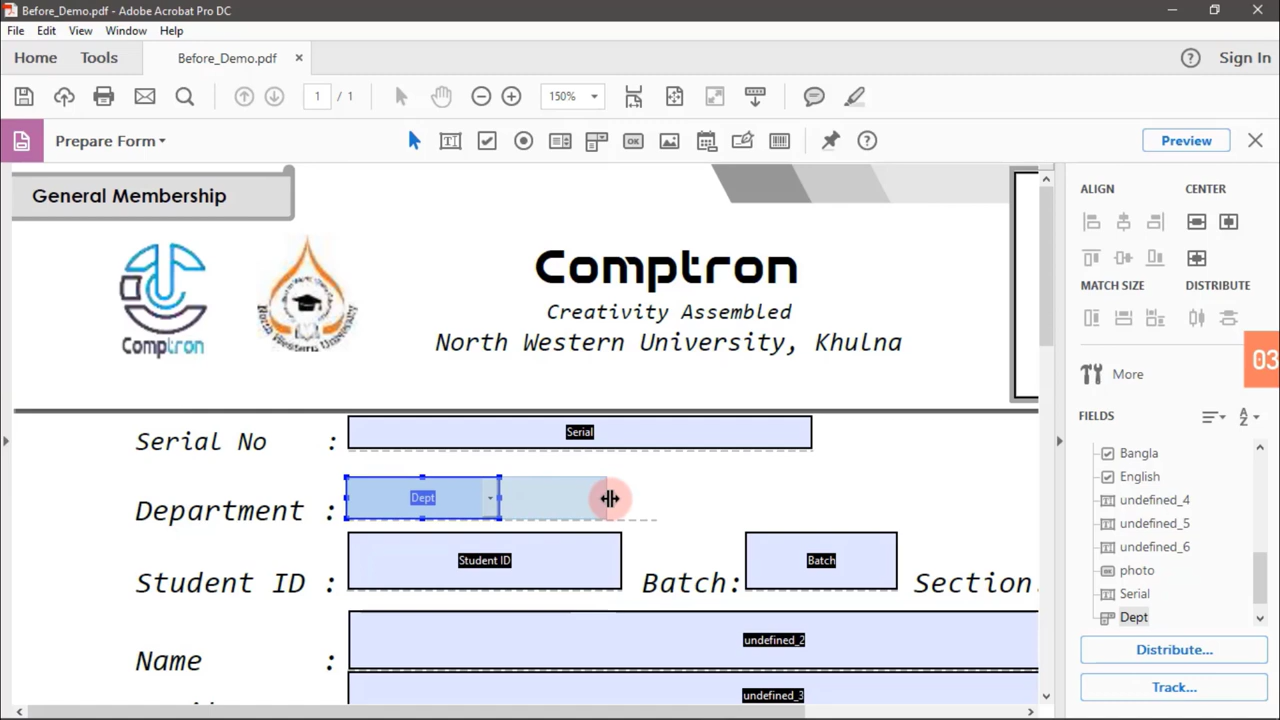 Before_Demo.pdf - Adobe Acrobat Pro DC
File Edit View Window Help
Home Tools Before_Demo.pdf × Sign In
1 / 1 150%
Prepare Form Preview
General Membership
Comptron
Creativity Assembled
North Western University, Khulna
Comptron
North Western University
Serial No : Serial
Department : Dept
Student ID : Student ID Batch: Batch Section
Name : undefined_2
undefined_3
ALIGN CENTER
MATCH SIZE DISTRIBUTE
More
03
FIELDS
Bangla
English
undefined_4
undefined_5
undefined_6
photo
Serial
Dept
Distribute...
Track...